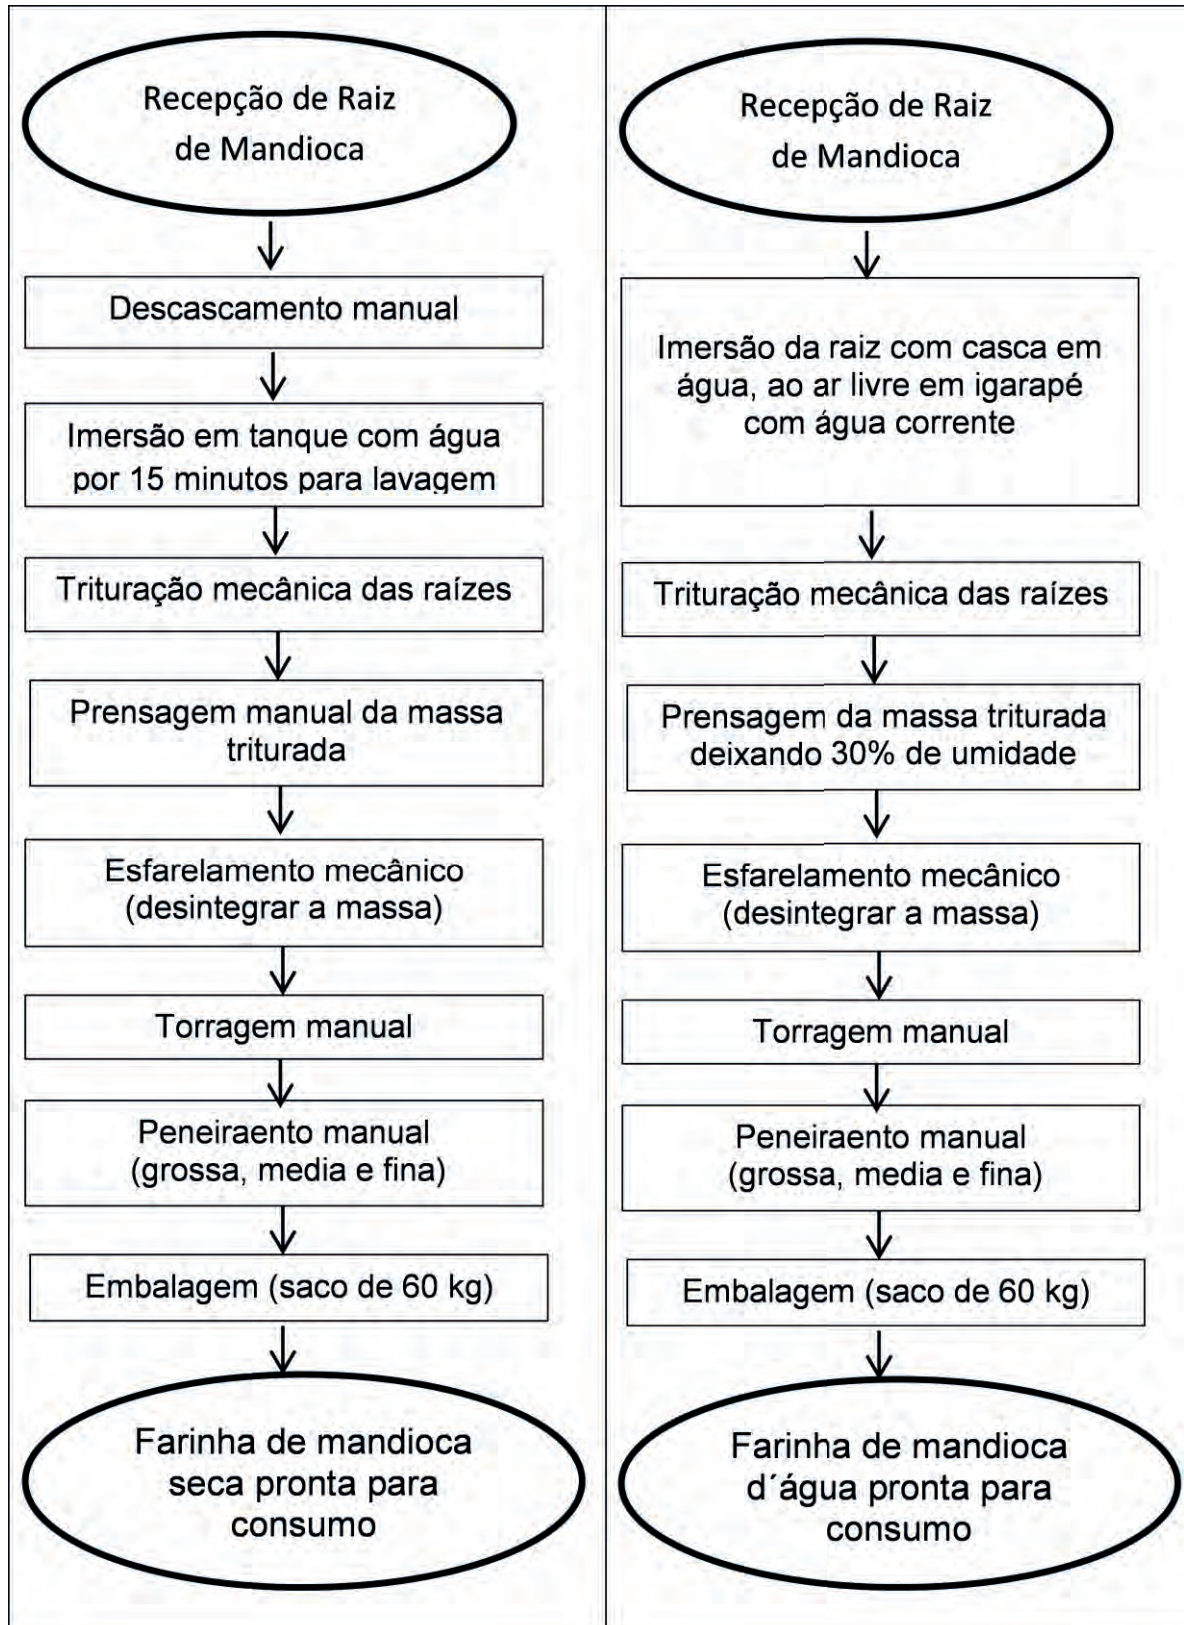 Recepção de Raiz
de Mandioca
Descascamento manual
Imersão em tanque com água
por 15 minutos para lavagem
Trituração mecânica das raízes
Prensagem manual da massa
triturada
Esfarelamento mecânico
(desintegrar a massa)
Torragem manual
Peneiraento manual
(grossa, media e fina)
Embalagem (saco de 60 kg)
Farinha de mandioca
seca pronta para
consumo
Recepção de Raiz
de Mandioca
Imersão da raiz com casca em
água, ao ar livre em igarapé
com água corrente
Trituração mecânica das raízes
Prensagem da massa triturada
deixando 30% de umidade
Esfarelamento mecânico
(desintegrar a massa)
Torragem manual
Peneiraento manual
(grossa, media e fina)
Embalagem (saco de 60 kg)
Farinha de mandioca
d´água pronta para
consumo